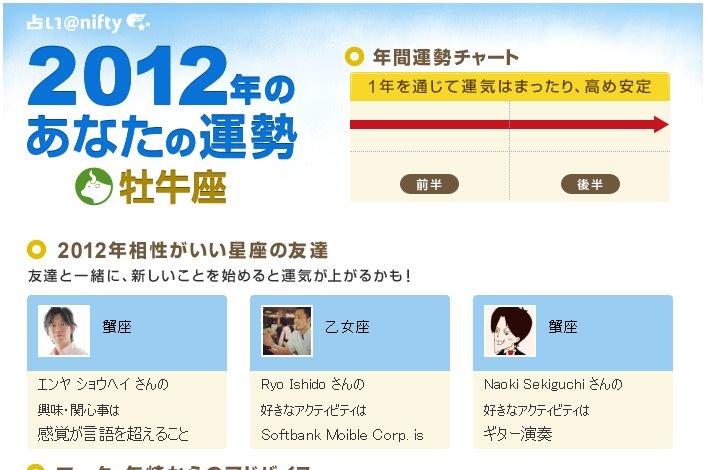 占い@nifty
2012年の
あなたの運勢
牡牛座
年間運勢チャート
1年を通じて運気はまったり、高め安定
前半
後半
2012年相性がいい星座の友達
友達と一緒に、新しいことを始めると運気が上がるかも!
蟹座
エンヤ ショウヘイ さんの
興味・関心事は
感覚が言語を超えること
乙女座
Ryo Ishido さんの
好きなアクティビティは
Softbank Moible Corp. is
蟹座
Naoki Sekiguchi さんの
好きなアクティビティは
ギター演奏